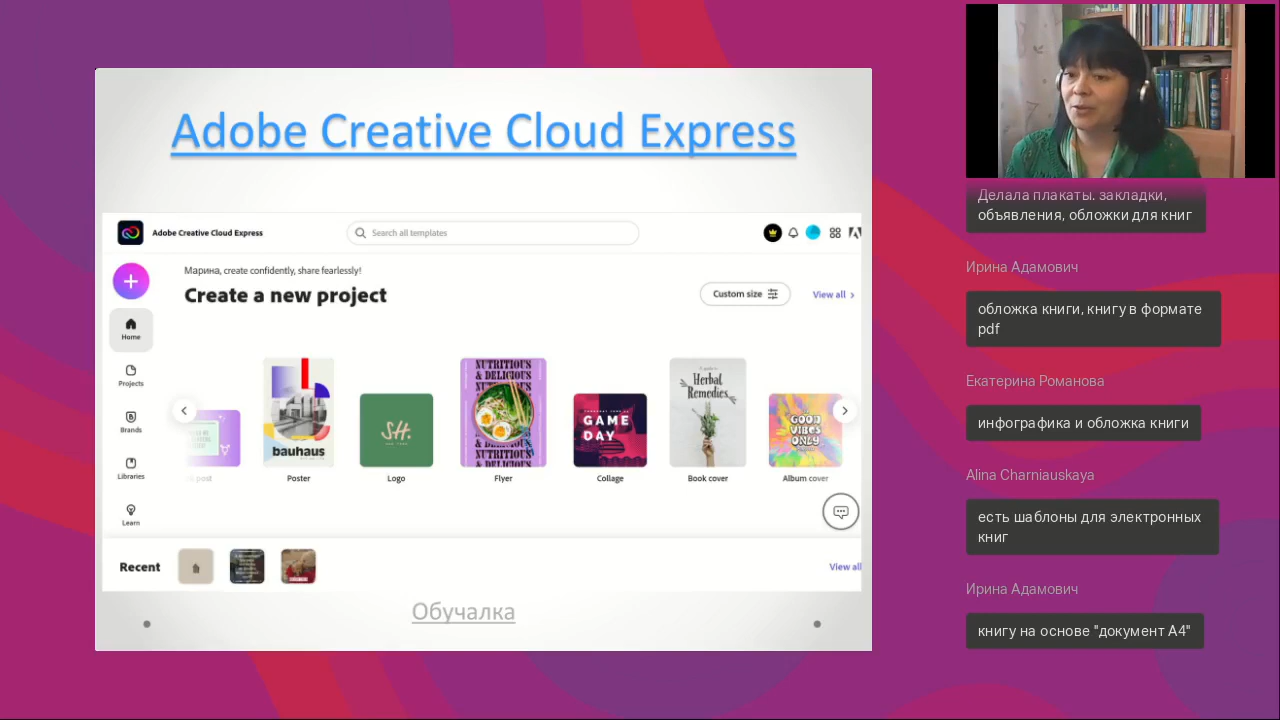 Adobe Creative Cloud Express
Adobe Creative Cloud Express
Search all templates
Марина, create confidently, share fearlessly!
Create a new project
Custom size
View all
Home
Projects
Brands
Libraries
Learn
post
Poster
Logo
Flyer
Collage
Book cover
Album cover
bauhaus
SH.
NUTRITIOUS
& DELICIOUS
GAME
DAY
Herbal
Remedies
GOOD
VIBES
ONLY
Recent
View all
Обучалка
Делала плакаты. закладки,
объявления, обложки для книг
Ирина Адамович
обложка книги, книгу в формате
pdf
Екатерина Романова
инфографика и обложка книги
Alina Charniauskaya
есть шаблоны для электронных
книг
Ирина Адамович
книгу на основе "документ А4"